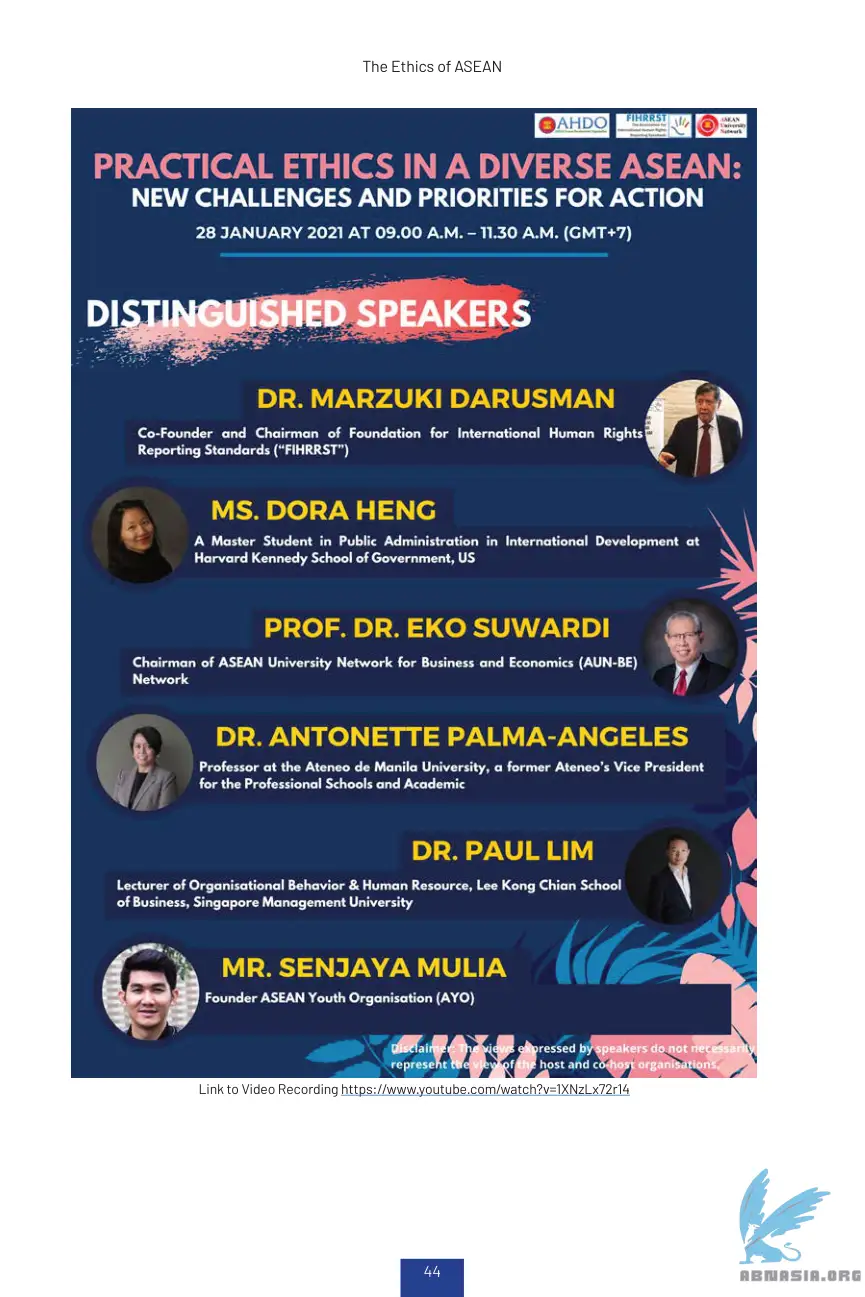 The Ethics of ASEAN
AHDO
FIHRRST
The Foundation for
International Human Rights
Reporting Standards
ASEAN
University
Network
PRACTICAL ETHICS IN A DIVERSE ASEAN:
NEW CHALLENGES AND PRIORITIES FOR ACTION
28 JANUARY 2021 AT 09.00 A.M. – 11.30 A.M. (GMT+7)
DISTINGUISHED SPEAKERS
DR. MARZUKI DARUSMAN
Co-Founder and Chairman of Foundation for International Human Rights
Reporting Standards (“FIHRRST”)
MS. DORA HENG
A Master Student in Public Administration in International Development at
Harvard Kennedy School of Government, US
PROF. DR. EKO SUWARDI
Chairman of ASEAN University Network for Business and Economics (AUN-BE)
Network
DR. ANTONETTE PALMA-ANGELES
Professor at the Ateneo de Manila University, a former Ateneo’s Vice President
for the Professional Schools and Academic
DR. PAUL LIM
Lecturer of Organisational Behavior & Human Resource, Lee Kong Chian School
of Business, Singapore Management University
MR. SENJAYA MULIA
Founder ASEAN Youth Organisation (AYO)
Disclaimer: The views expressed by speakers do not necessarily
represent the view of the host and co-host organisations.
Link to Video Recording https://www.youtube.com/watch?v=1XNzLx72r14
44
ABNASIA.ORG